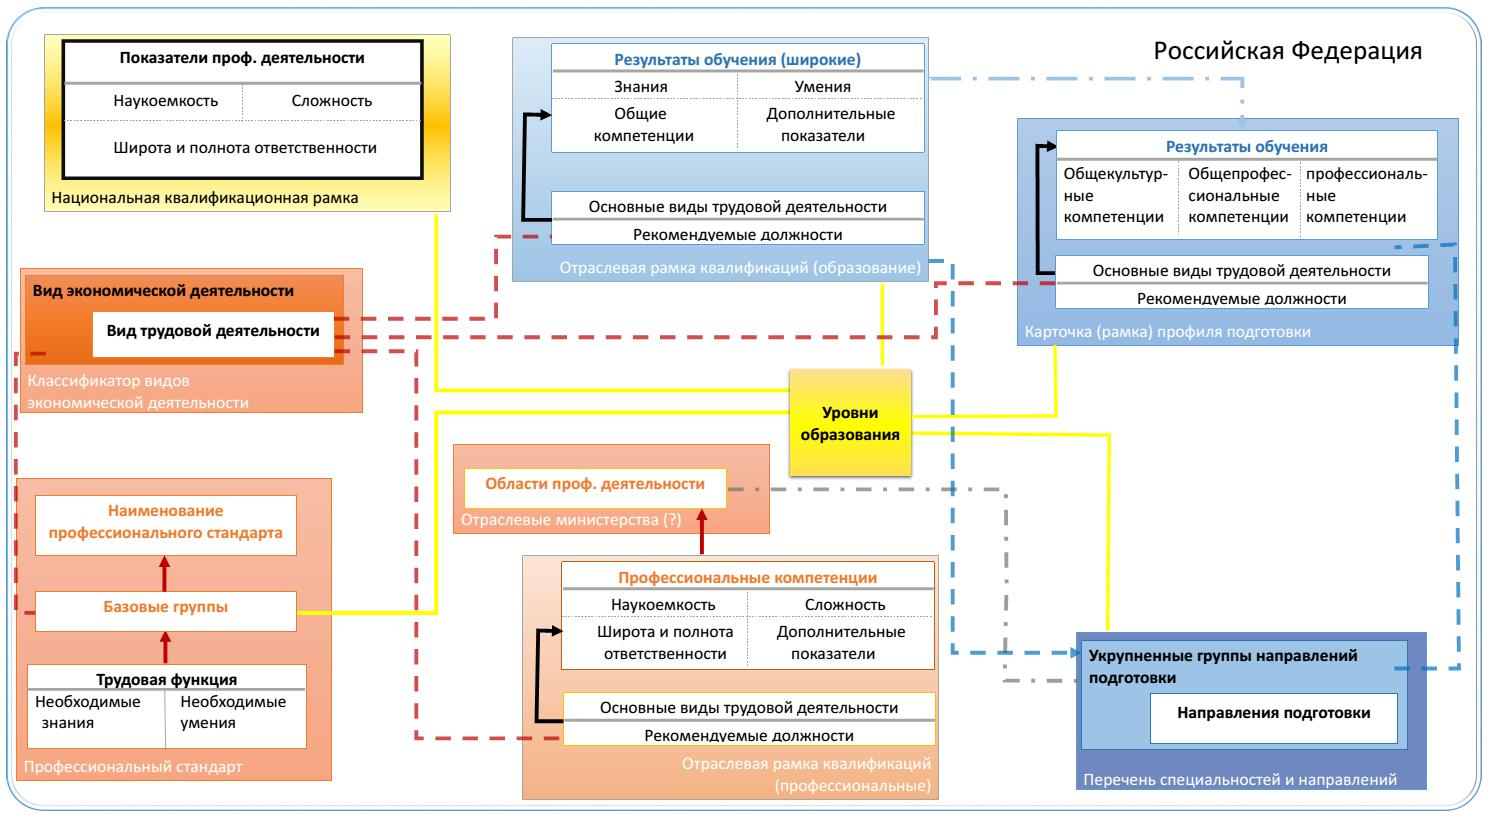 Российская Федерация
Показатели проф. деятельности
Наукоемкость
Сложность
Широта и полнота ответственности
Национальная квалификационная рамка
Результаты обучения (широкие)
Знания
Умения
Общие
компетенции
Дополнительные
показатели
Основные виды трудовой деятельности
Рекомендуемые должности
Отраслевая рамка квалификаций (образование)
Результаты обучения
Общекультур-
ные
компетенции
Общепрофес-
сиональные
компетенции
профессиональ-
ные
компетенции
Основные виды трудовой деятельности
Рекомендуемые должности
Карточка (рамка) профиля подготовки
Вид экономической деятельности
Вид трудовой деятельности
Классификатор видов
экономической деятельности
Уровни
образования
Области проф. деятельности
Отраслевые министерства (?)
Наименование
профессионального стандарта
Базовые группы
Трудовая функция
Необходимые
знания
Необходимые
умения
Профессиональный стандарт
Профессиональные компетенции
Наукоемкость
Сложность
Широта и полнота
ответственности
Дополнительные
показатели
Основные виды трудовой деятельности
Рекомендуемые должности
Отраслевая рамка квалификаций
(профессиональные)
Укрупненные группы направлений
подготовки
Направления подготовки
Перечень специальностей и направлений